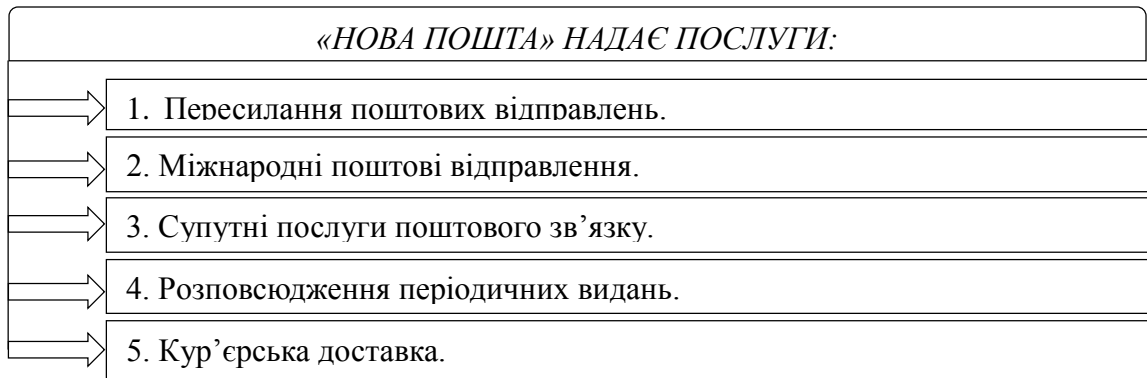 «НОВА ПОШТА» НАДАЄ ПОСЛУГИ:
1. Пересилання поштових відправлень.
2. Міжнародні поштові відправлення.
3. Супутні послуги поштового зв’язку.
4. Розповсюдження періодичних видань.
5. Кур’єрська доставка.